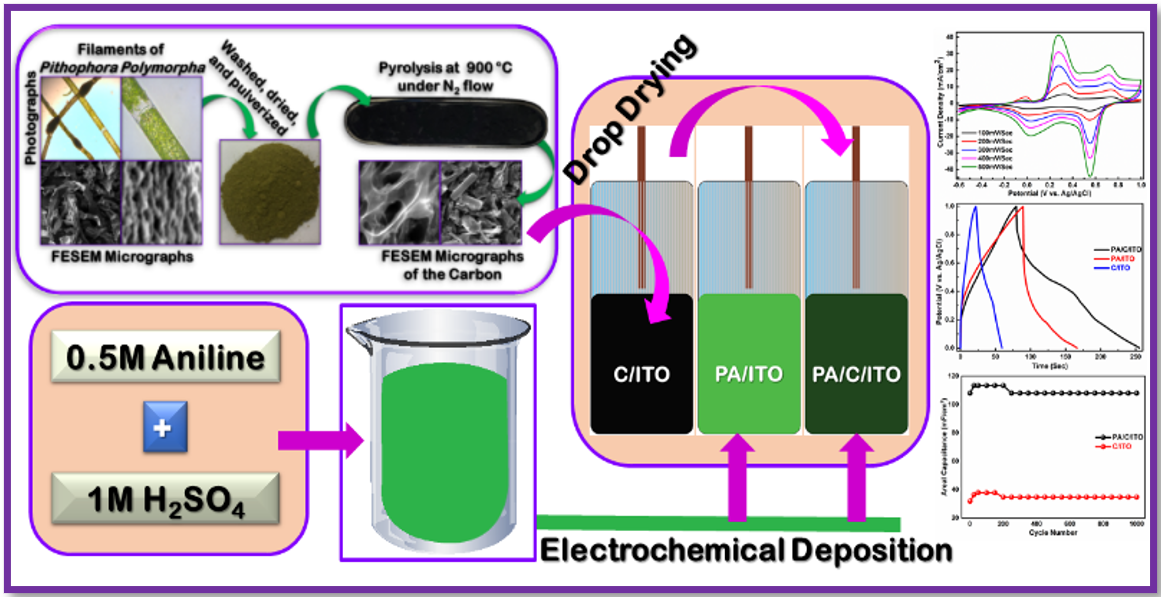 Filaments of
Pithophora Polymorpha
Photographs
FESEM Micrographs
Washed, dried,
and pulverized
Pyrolysis at 900 °C
under N₂ flow
FESEM Micrographs
of the Carbon
Drop Drying
C/ITO
PA/ITO
PA/C/ITO
0.5M Aniline
+
1M H₂SO₄
Electrochemical Deposition
Current Density (mA/cm²)
40
30
20
10
0
-10
-20
-30
-40
100mV/Sec
200mV/Sec
300mV/Sec
400mV/Sec
500mV/Sec
-0.6 -0.4 -0.2 0.0 0.2 0.4 0.6 0.8 1.0
Potential (V vs. Ag/AgCl)
Potential (V vs. Ag/AgCl)
1.0
0.8
0.6
0.4
0.2
0.0
PA/C/ITO
PA/ITO
C/ITO
0 50 100 150 200 250
Time (Sec)
Areal Capacitance (mF/cm²)
120
100
80
60
40
20
PA/C/ITO
C/ITO
0 200 400 600 800 1000
Cycle Number